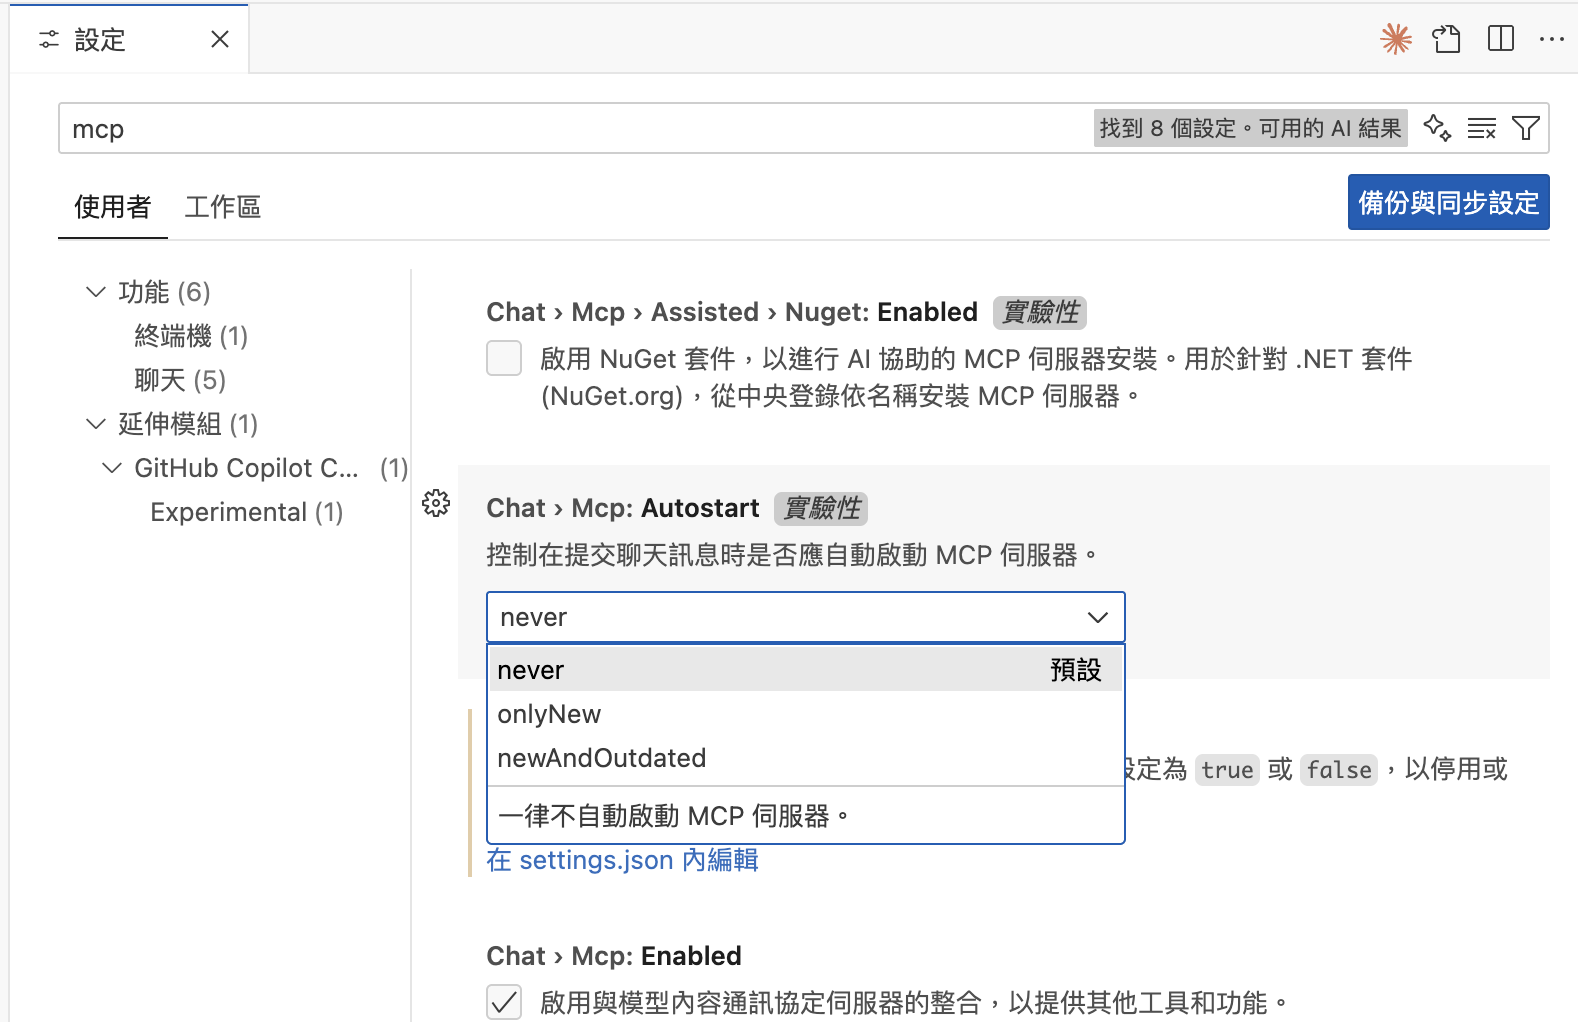 設定
mcp
找到 8 個設定。可用的 AI 結果
使用者
工作區
備份與同步設定
功能 (6)
終端機 (1)
聊天 (5)
延伸模組 (1)
GitHub Copilot C... (1)
Experimental (1)
Chat › Mcp › Assisted › Nuget: Enabled 實驗性
啟用 NuGet 套件，以進行 AI 協助的 MCP 伺服器安裝。用於針對 .NET 套件
(NuGet.org)，從中央登錄依名稱安裝 MCP 伺服器。
Chat › Mcp: Autostart 實驗性
控制在提交聊天訊息時是否應自動啟動 MCP 伺服器。
never
never 預設
onlyNew
newAndOutdated
一律不自動啟動 MCP 伺服器。
定為 true 或 false，以停用或
在 settings.json 內編輯
Chat › Mcp: Enabled
啟用與模型內容通訊協定伺服器的整合，以提供其他工具和功能。